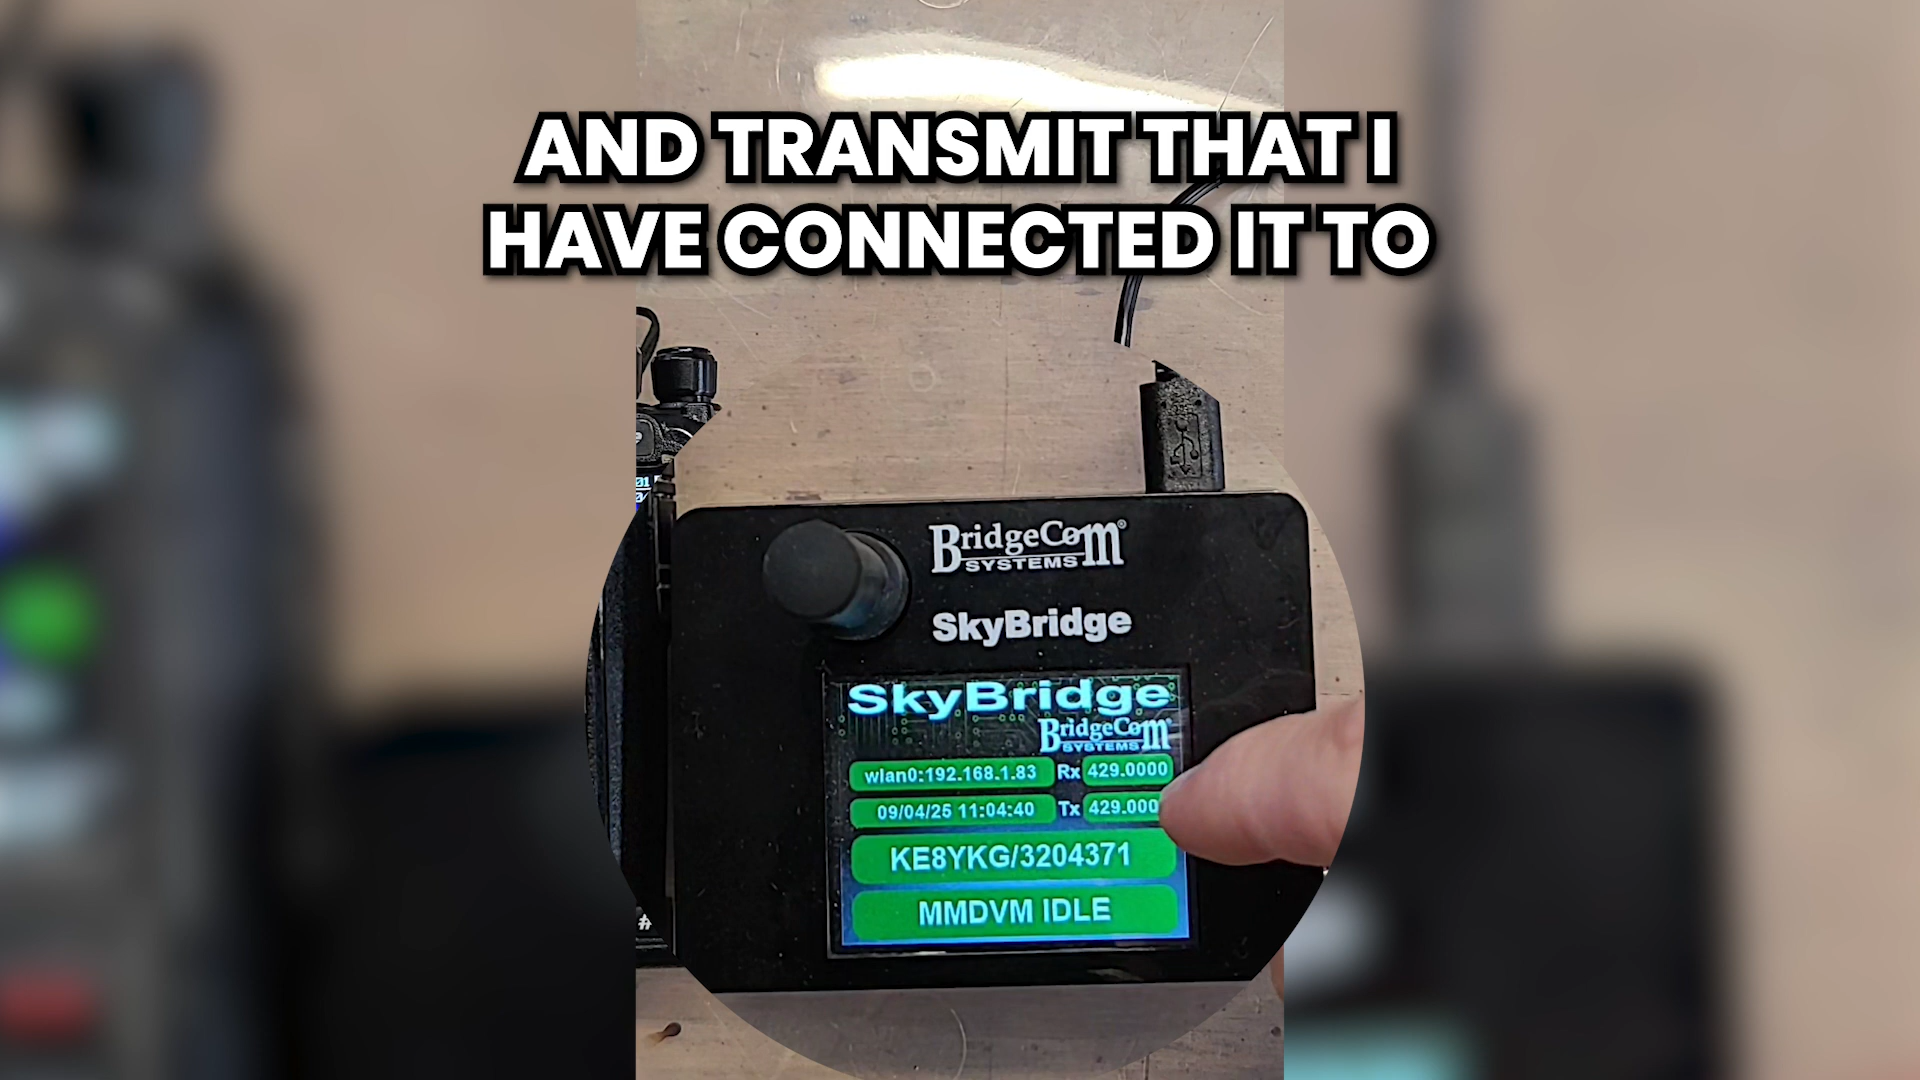 AND TRANSMIT THAT I
HAVE CONNECTED IT TO
BridgeCom®
SYSTEMS
SkyBridge
SkyBridge
BridgeCom
SYSTEMS
wlan0:192.168.1.83 Rx 429.0000
09/04/25 11:04:40 Tx 429.000
KE8YKG/3204371
MMDVM IDLE
01
#